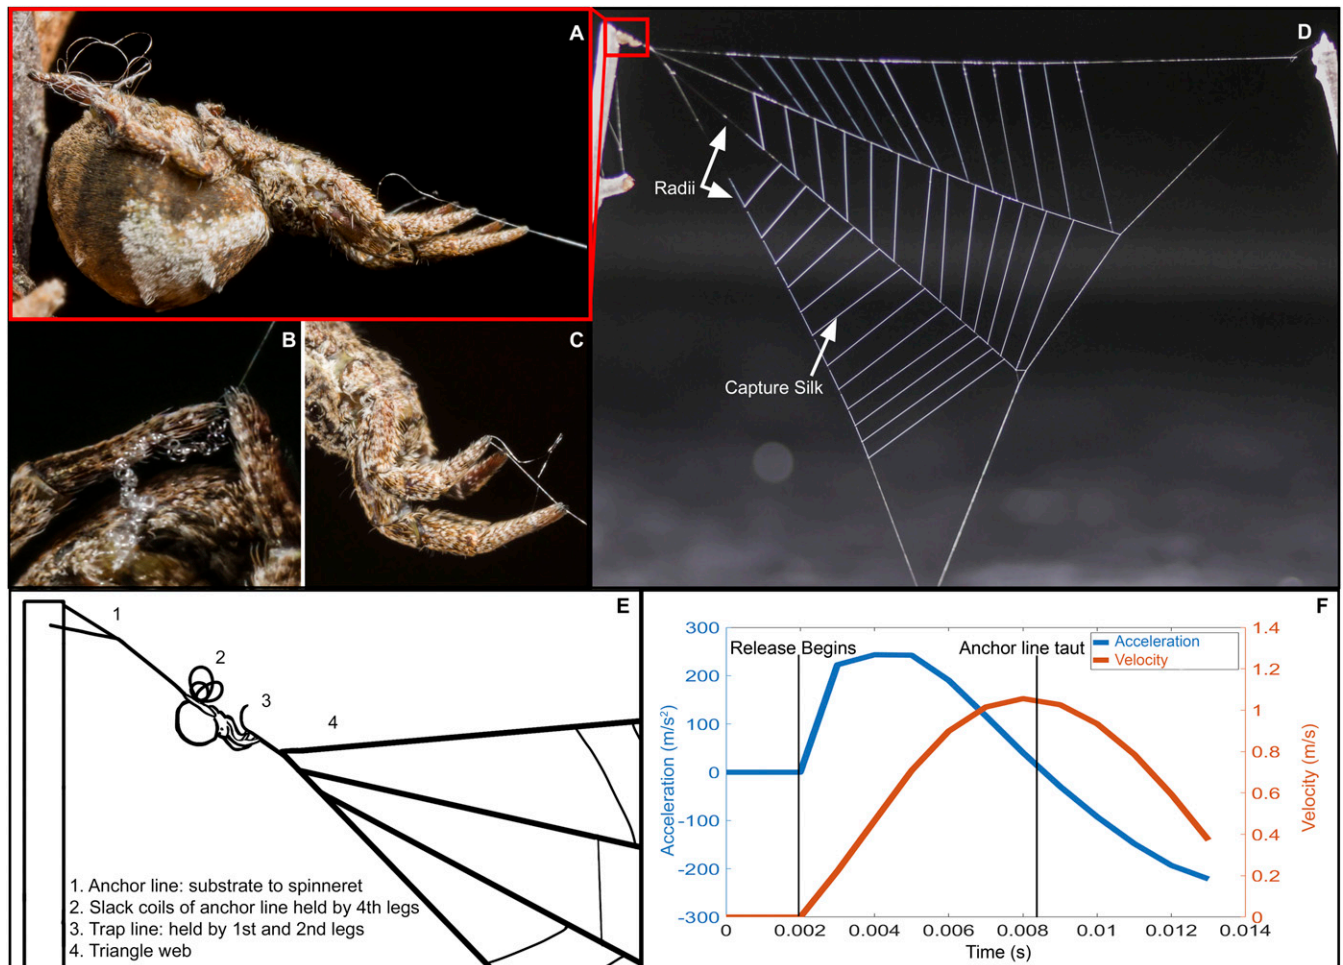 A
D
Radii
B
C
Capture Silk
E
1
2
3
4
1. Anchor line: substrate to spinneret
2. Slack coils of anchor line held by 4th legs
3. Trap line: held by 1st and 2nd legs
4. Triangle web
F
300
200
100
0
-100
-200
-300
Acceleration (m/s²)
Release Begins
Anchor line taut
Acceleration
Velocity
1.4
1.2
1
0.8
0.6
0.4
0.2
0
Velocity (m/s)
0 0.002 0.004 0.006 0.008 0.01 0.012 0.014
Time (s)